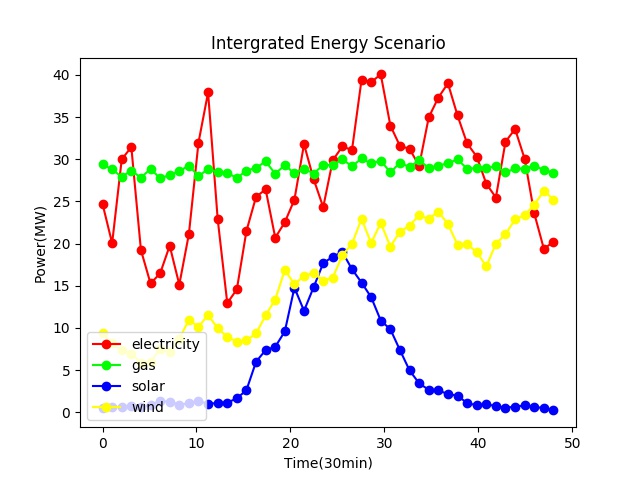 Intergrated Energy Scenario
Power(MW)
40
35
30
25
20
15
10
5
0
electricity
gas
solar
wind
0 10 20 30 40 50
Time(30min)